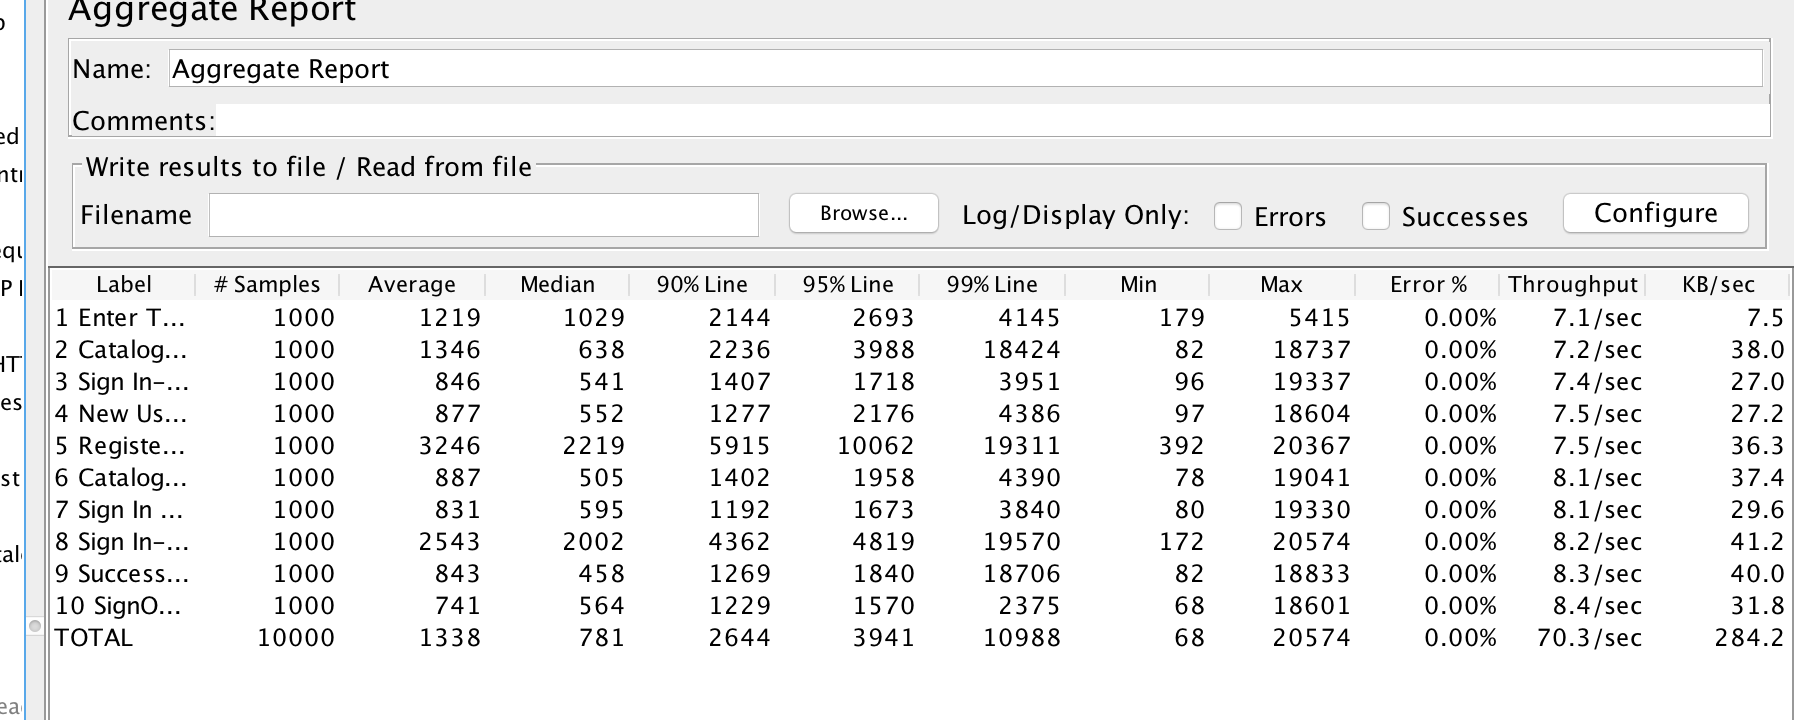 Aggregate Report
Name: Aggregate Report
Comments:
Write results to file / Read from file
Filename Browse... Log/Display Only: Errors Successes Configure
Label # Samples Average Median 90% Line 95% Line 99% Line Min Max Error % Throughput KB/sec
1 Enter T... 1000 1219 1029 2144 2693 4145 179 5415 0.00% 7.1/sec 7.5
2 Catalog... 1000 1346 638 2236 3988 18424 82 18737 0.00% 7.2/sec 38.0
3 Sign In-... 1000 846 541 1407 1718 3951 96 19337 0.00% 7.4/sec 27.0
4 New Us... 1000 877 552 1277 2176 4386 97 18604 0.00% 7.5/sec 27.2
5 Registe... 1000 3246 2219 5915 10062 19311 392 20367 0.00% 7.5/sec 36.3
6 Catalog... 1000 887 505 1402 1958 4390 78 19041 0.00% 8.1/sec 37.4
7 Sign In ... 1000 831 595 1192 1673 3840 80 19330 0.00% 8.1/sec 29.6
8 Sign In-... 1000 2543 2002 4362 4819 19570 172 20574 0.00% 8.2/sec 41.2
9 Success... 1000 843 458 1269 1840 18706 82 18833 0.00% 8.3/sec 40.0
10 SignO... 1000 741 564 1229 1570 2375 68 18601 0.00% 8.4/sec 31.8
TOTAL 10000 1338 781 2644 3941 10988 68 20574 0.00% 70.3/sec 284.2